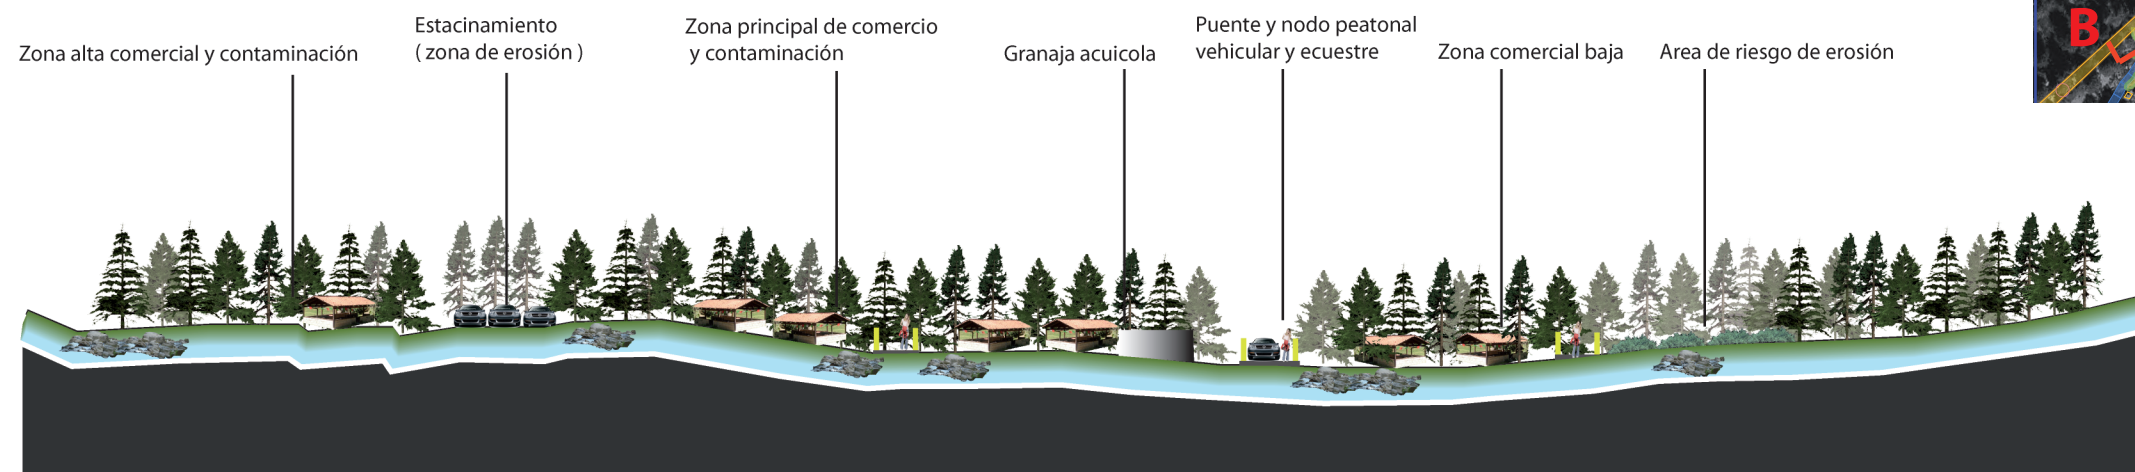 Zona alta comercial y contaminación
Estacinamiento
( zona de erosión )
Zona principal de comercio
y contaminación
Granaja acuicola
Puente y nodo peatonal
vehicular y ecuestre
Zona comercial baja
Area de riesgo de erosión
B